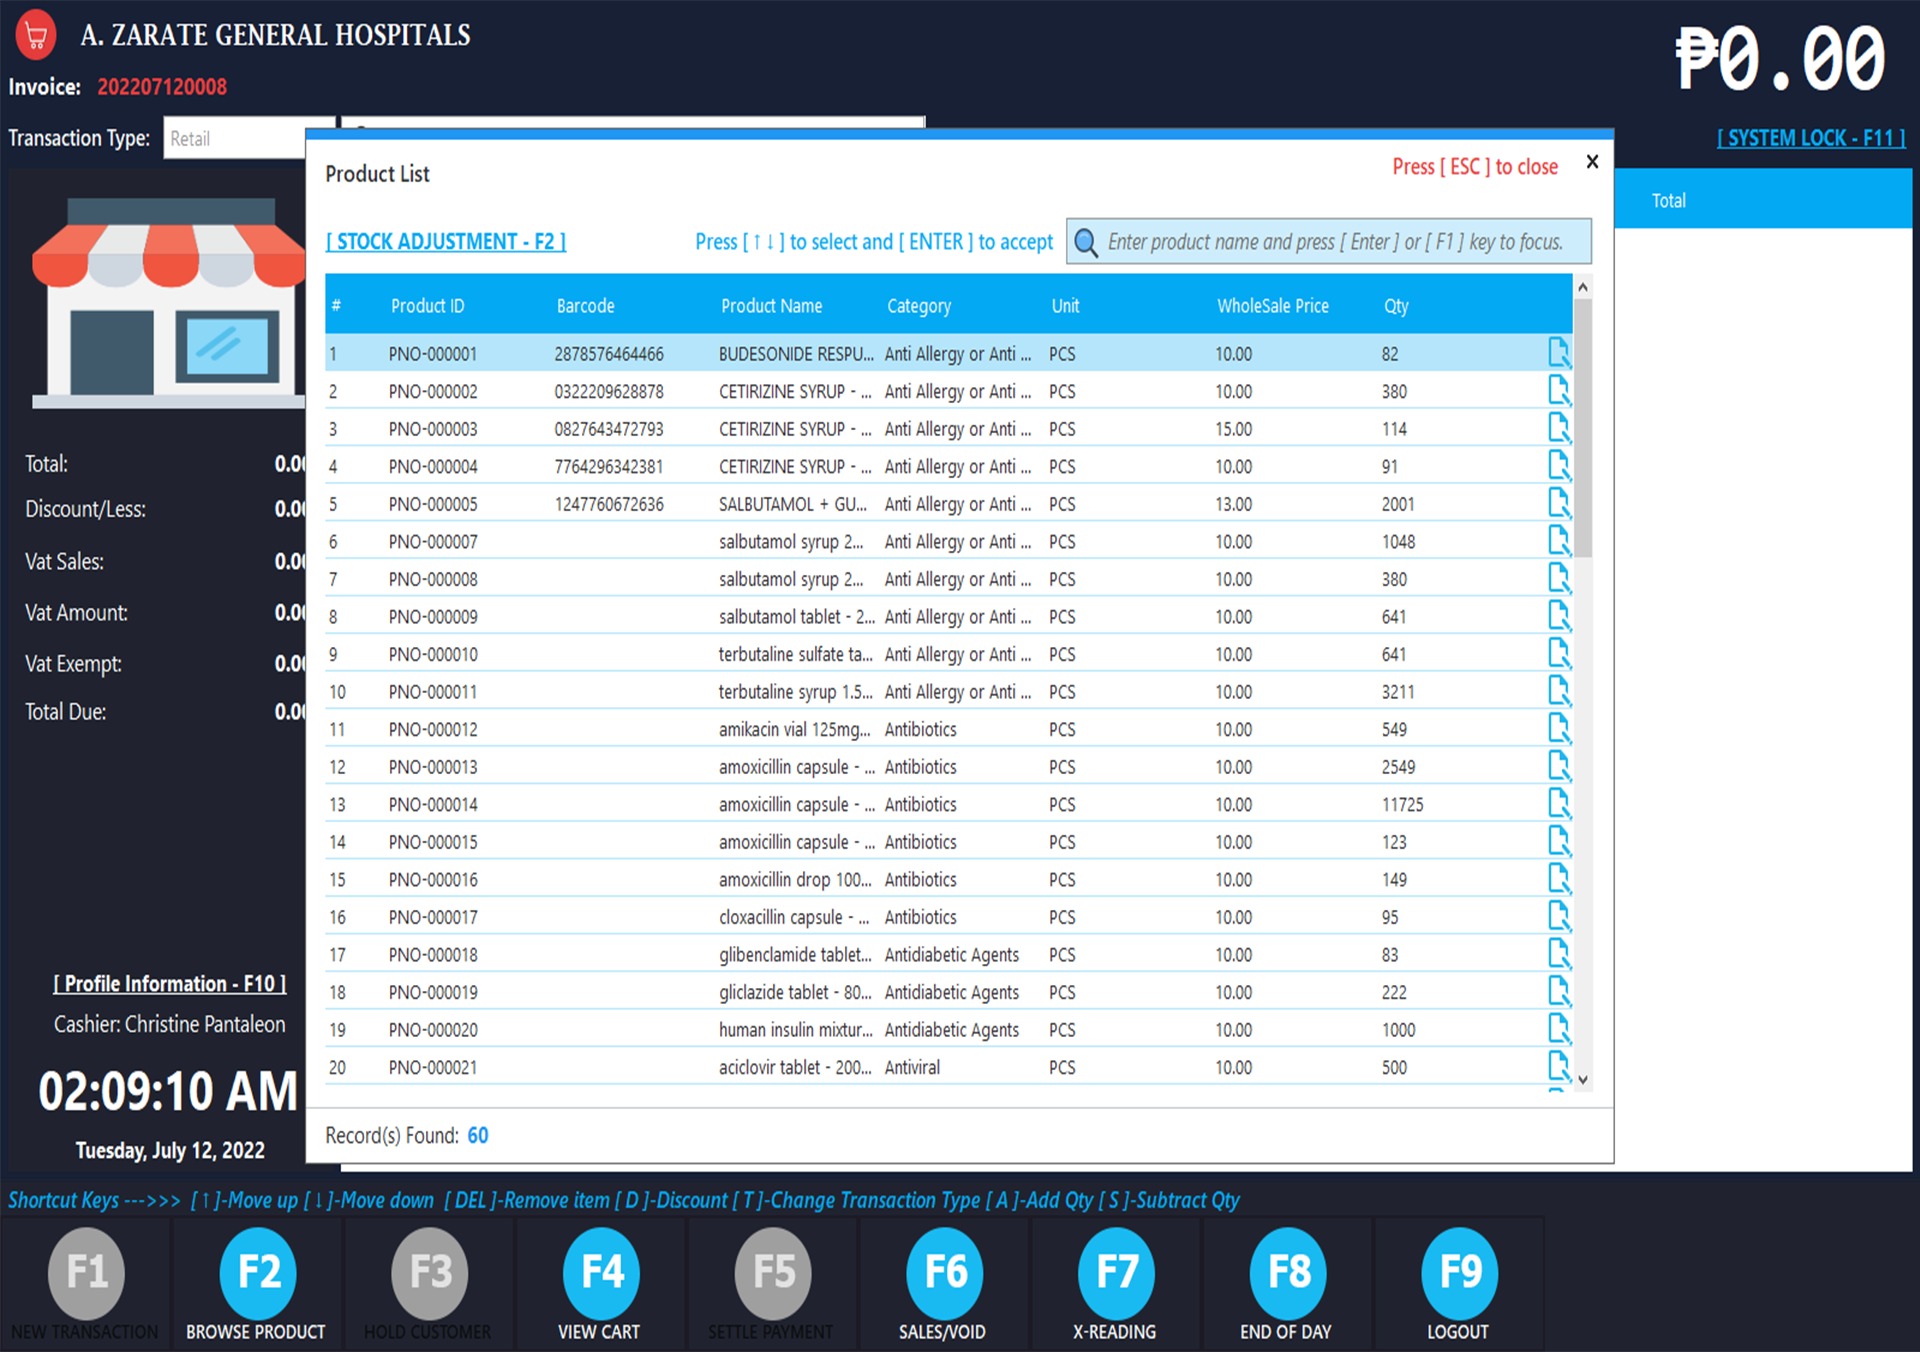 A. ZARATE GENERAL HOSPITALS
₱0.00
Invoice: 202207120008
Transaction Type: Retail
[ SYSTEM LOCK - F11 ]
Product List
Press [ ESC ] to close
X
Total
[ STOCK ADJUSTMENT - F2 ]
Press [ ↑ ↓ ] to select and [ ENTER ] to accept
Enter product name and press [ Enter ] or [ F1 ] key to focus.
# Product ID Barcode Product Name Category Unit WholeSale Price Qty
1 PNO-000001 2878576464466 BUDESONIDE RESPU... Anti Allergy or Anti ... PCS 10.00 82
2 PNO-000002 0322209628878 CETIRIZINE SYRUP - ... Anti Allergy or Anti ... PCS 10.00 380
3 PNO-000003 0827643472793 CETIRIZINE SYRUP - ... Anti Allergy or Anti ... PCS 15.00 114
4 PNO-000004 7764296342381 CETIRIZINE SYRUP - ... Anti Allergy or Anti ... PCS 10.00 91
5 PNO-000005 1247760672636 SALBUTAMOL + GU... Anti Allergy or Anti ... PCS 13.00 2001
6 PNO-000007 salbutamol syrup 2... Anti Allergy or Anti ... PCS 10.00 1048
7 PNO-000008 salbutamol syrup 2... Anti Allergy or Anti ... PCS 10.00 380
8 PNO-000009 salbutamol tablet - 2... Anti Allergy or Anti ... PCS 10.00 641
9 PNO-000010 terbutaline sulfate ta... Anti Allergy or Anti ... PCS 10.00 641
10 PNO-000011 terbutaline syrup 1.5... Anti Allergy or Anti ... PCS 10.00 3211
11 PNO-000012 amikacin vial 125mg... Antibiotics PCS 10.00 549
12 PNO-000013 amoxicillin capsule - ... Antibiotics PCS 10.00 2549
13 PNO-000014 amoxicillin capsule - ... Antibiotics PCS 10.00 11725
14 PNO-000015 amoxicillin capsule - ... Antibiotics PCS 10.00 123
15 PNO-000016 amoxicillin drop 100... Antibiotics PCS 10.00 149
16 PNO-000017 cloxacillin capsule - ... Antibiotics PCS 10.00 95
17 PNO-000018 glibenclamide tablet... Antidiabetic Agents PCS 10.00 83
18 PNO-000019 gliclazide tablet - 80... Antidiabetic Agents PCS 10.00 222
19 PNO-000020 human insulin mixtur... Antidiabetic Agents PCS 10.00 1000
20 PNO-000021 aciclovir tablet - 200... Antiviral PCS 10.00 500
Record(s) Found: 60
Total: 0.00
Discount/Less: 0.00
Vat Sales: 0.00
Vat Amount: 0.00
Vat Exempt: 0.00
Total Due: 0.00
[ Profile Information - F10 ]
Cashier: Christine Pantaleon
02:09:10 AM
Tuesday, July 12, 2022
Shortcut Keys --->>> [ ↑ ]-Move up [ ↓ ]-Move down [ DEL ]-Remove item [ D ]-Discount [ T ]-Change Transaction Type [ A ]-Add Qty [ S ]-Subtract Qty
F1 F2 F3 F4 F5 F6 F7 F8 F9
NEW TRANSACTION BROWSE PRODUCT HOLD CUSTOMER VIEW CART SETTLE PAYMENT SALES/VOID X-READING END OF DAY LOGOUT